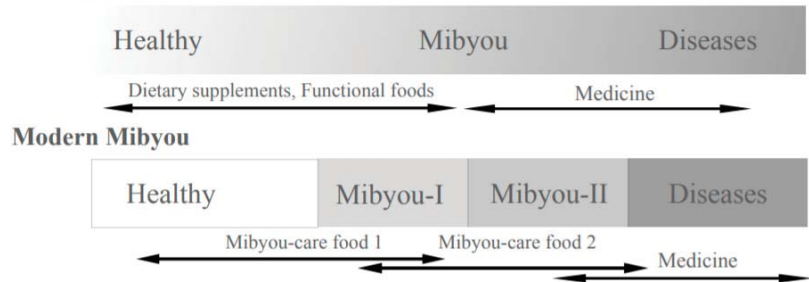 Healthy Mibyou Diseases
Dietary supplements, Functional foods Medicine
Modern Mibyou
Healthy Mibyou-I Mibyou-II Diseases
Mibyou-care food 1 Mibyou-care food 2
Medicine